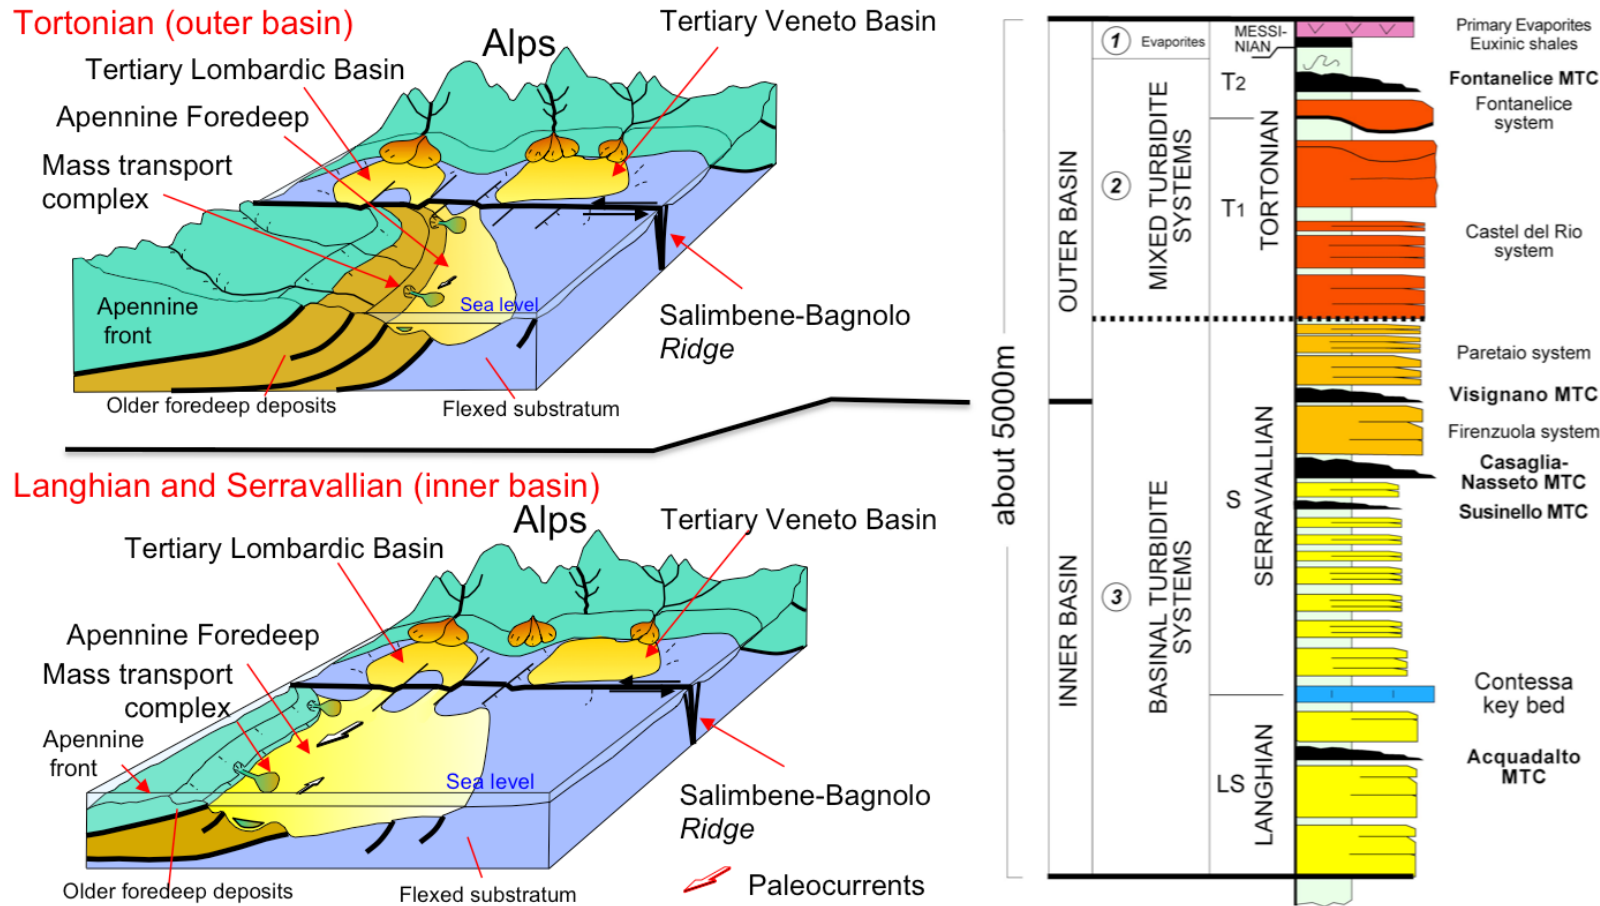 Tortonian (outer basin)
Alps
Tertiary Veneto Basin
Tertiary Lombardic Basin
Apennine Foredeep
Mass transport
complex
Apennine
front
Sea level
Salimbene-Bagnolo
Ridge
Older foredeep deposits
Flexed substratum
Langhian and Serravallian (inner basin)
Alps
Tertiary Veneto Basin
Tertiary Lombardic Basin
Apennine Foredeep
Mass transport
complex
Apennine
front
Sea level
Salimbene-Bagnolo
Ridge
Older foredeep deposits
Flexed substratum
Paleocurrents
about 5000m
OUTER BASIN
INNER BASIN
1
Evaporites
2
MIXED TURBIDITE
SYSTEMS
3
BASINAL TURBIDITE
SYSTEMS
MESSI-
NIAN
T2
T1
TORTONIAN
S
SERRAVALLIAN
LS
LANGHIAN
Primary Evaporites
Euxinic shales
Fontanelice MTC
Fontanelice
system
Castel del Rio
system
Paretaio system
Visignano MTC
Firenzuola system
Casaglia-
Nasseto MTC
Susinello MTC
Contessa
key bed
Acquadalto
MTC